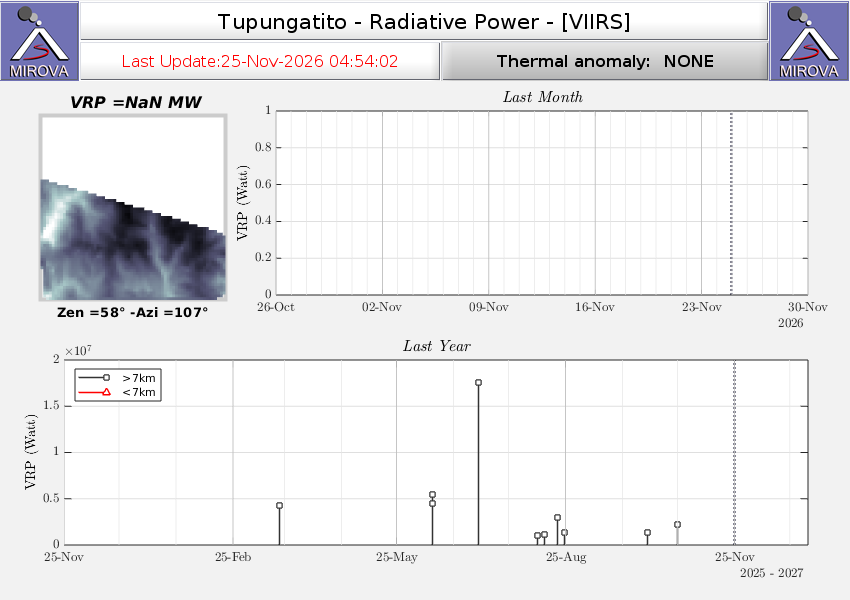 Tupungatito - Radiative Power - [VIIRS]
MIROVA
Last Update:25-Nov-2026 04:54:02
Thermal anomaly: NONE
MIROVA
VRP =NaN MW
Zen =58° -Azi =107°
Last Month
VRP (Watt)
1
0.8
0.6
0.4
0.2
0
26-Oct 02-Nov 09-Nov 16-Nov 23-Nov 30-Nov
2026
Last Year
×10⁷
VRP (Watt)
2
1.5
1
0.5
0
>7km
<7km
25-Nov 25-Feb 25-May 25-Aug 25-Nov
2025 - 2027